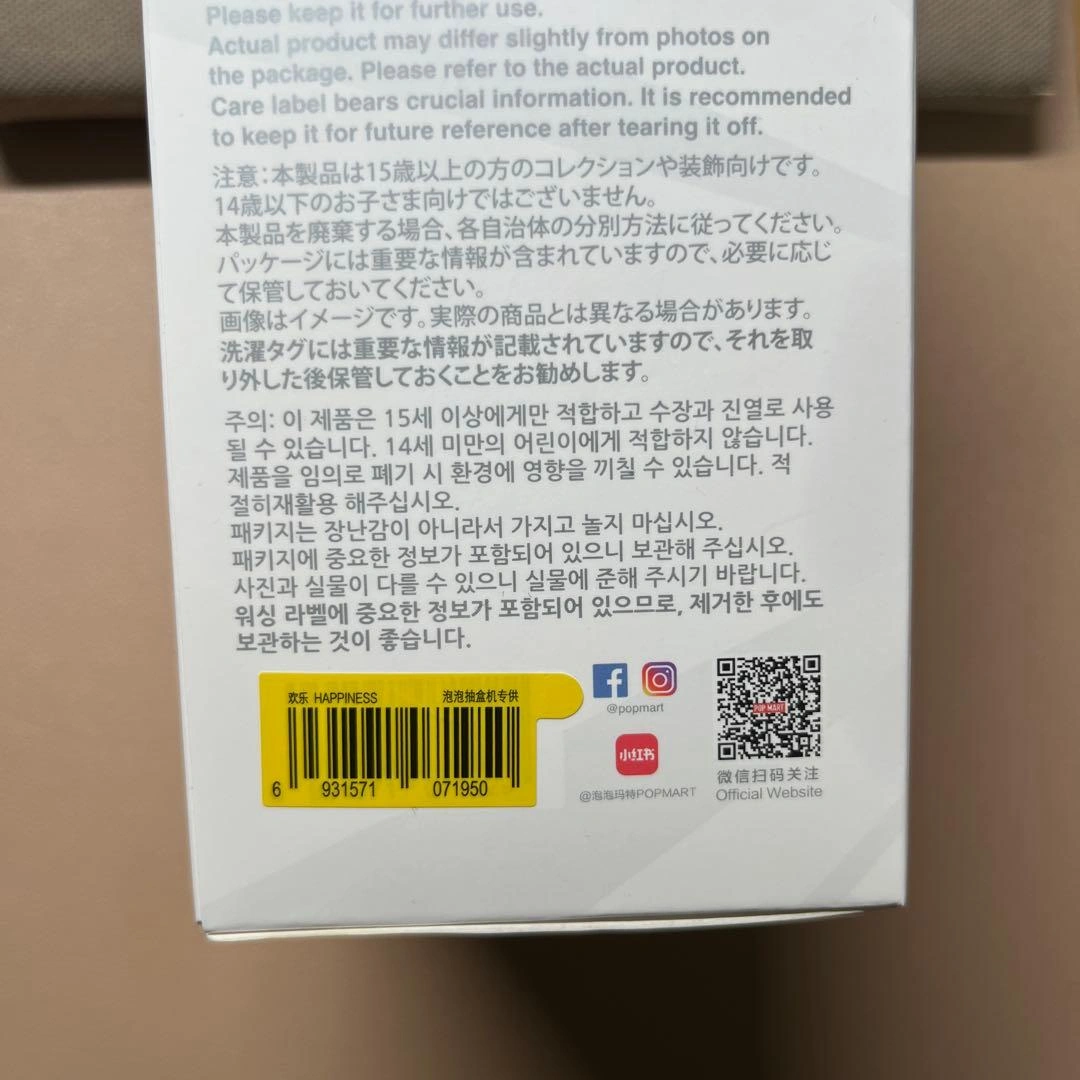 Please keep it for further use.
Actual product may differ slightly from photos on
the package. Please refer to the actual product.
Care label bears crucial information. It is recommended
to keep it for future reference after tearing it off.
注意：本製品は15歳以上の方のコレクションや装飾向けです。
14歳以下のお子さま向けではございません。
本製品を廃棄する場合、各自治体の分別方法に従ってください。
パッケージには重要な情報が含まれていますので、必要に応じ
て保管しておいてください。
画像はイメージです。実際の商品とは異なる場合があります。
洗濯タグには重要な情報が記載されていますので、それを取
り外した後保管しておくことをお勧めします。
주의: 이 제품은 15세 이상에게만 적합하고 수장과 진열로 사용
될 수 있습니다. 14세 미만의 어린이에게 적합하지 않습니다.
제품을 임의로 폐기 시 환경에 영향을 끼칠 수 있습니다. 적
절히재활용 해주십시오.
패키지는 장난감이 아니라서 가지고 놀지 마십시오.
패키지에 중요한 정보가 포함되어 있으니 보관해 주십시오.
사진과 실물이 다를 수 있으니 실물에 준해 주시기 바랍니다.
워싱 라벨에 중요한 정보가 포함되어 있으므로, 제거한 후에도
보관하는 것이 좋습니다.
欢乐 HAPPINESS 泡泡抽盒机专供
6 931571 071950
@popmart
小红书
@泡泡玛特POPMART
POP MART
微信扫码关注
Official Website